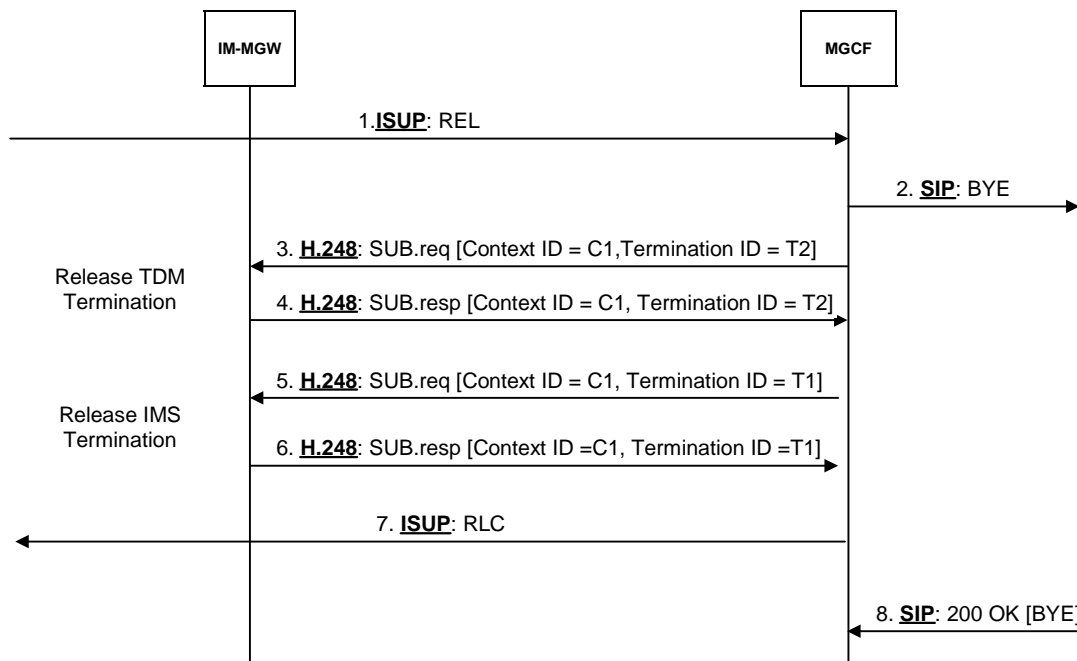 IM-MGW
MGCF
1.ISUP: REL
2. SIP: BYE
3. H.248: SUB.req [Context ID = C1,Termination ID = T2]
Release TDM
Termination
4. H.248: SUB.resp [Context ID = C1, Termination ID = T2]
5. H.248: SUB.req [Context ID = C1, Termination ID = T1]
Release IMS
Termination
6. H.248: SUB.resp [Context ID =C1, Termination ID =T1]
7. ISUP: RLC
8. SIP: 200 OK [BYE]